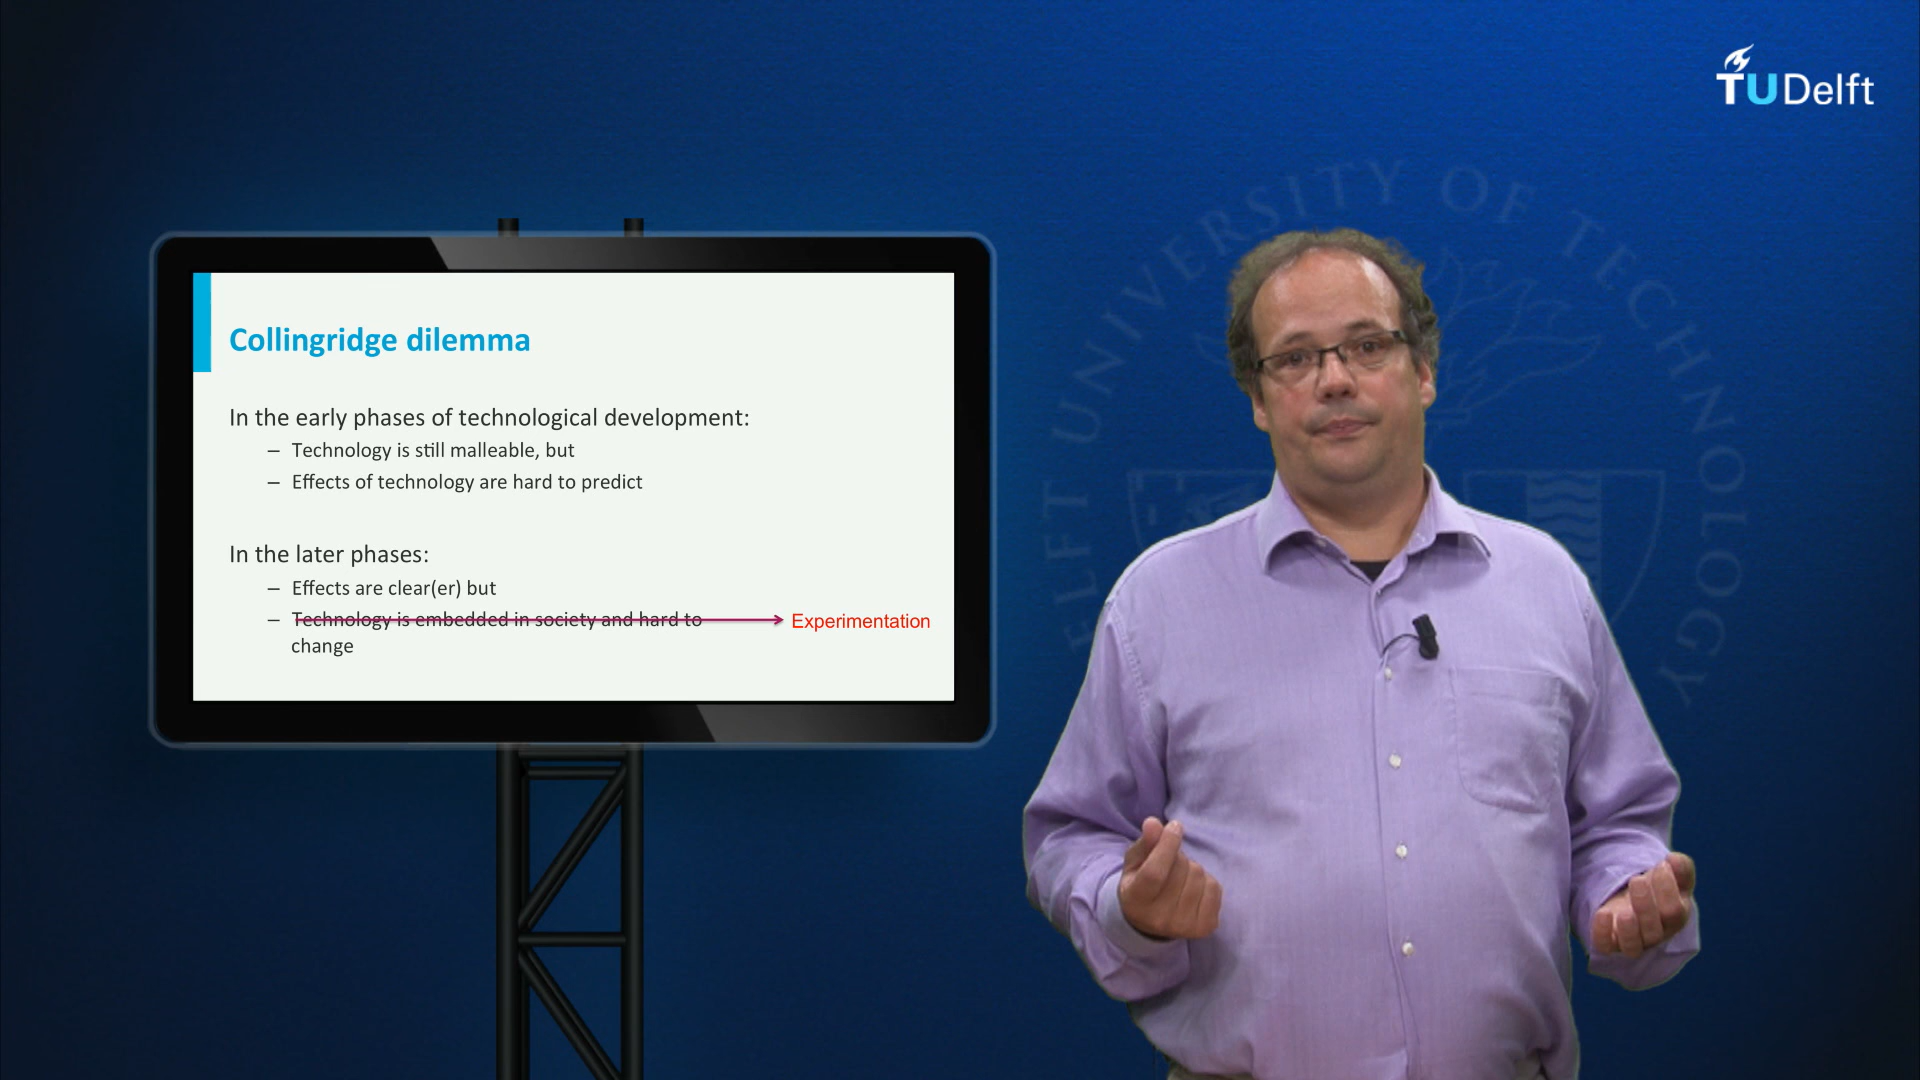 TUDelft
DELFT UNIVERSITY OF TECHNOLOGY
Collingridge dilemma
In the early phases of technological development:
– Technology is still malleable, but
– Effects of technology are hard to predict
In the later phases:
– Effects are clear(er) but
– Technology is embedded in society and hard to
change
Experimentation